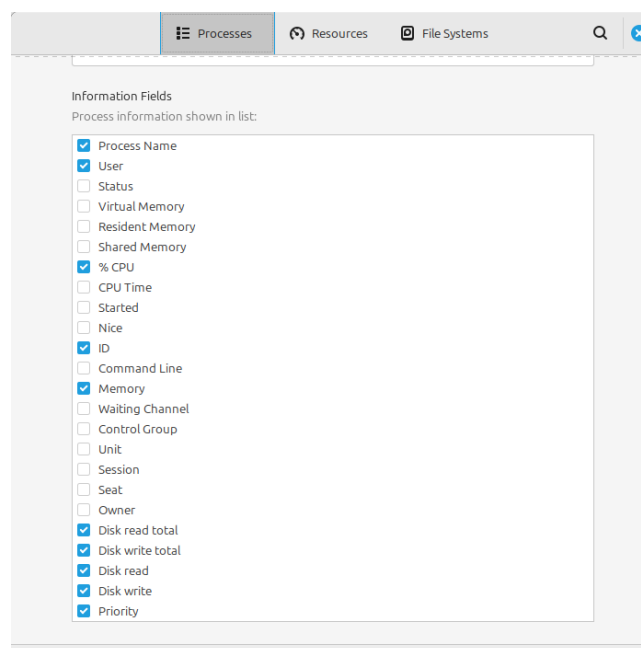 Processes Resources File Systems
Information Fields
Process information shown in list:
Process Name
User
Status
Virtual Memory
Resident Memory
Shared Memory
% CPU
CPU Time
Started
Nice
ID
Command Line
Memory
Waiting Channel
Control Group
Unit
Session
Seat
Owner
Disk read total
Disk write total
Disk read
Disk write
Priority